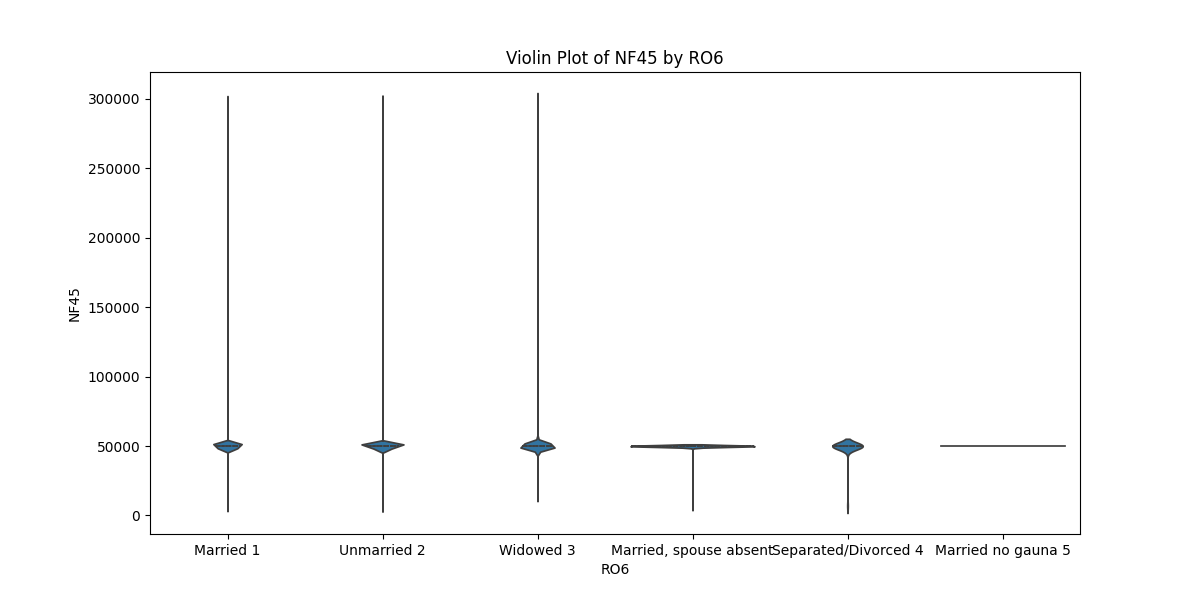 Violin Plot of NF45 by RO6
300000
250000
200000
150000
100000
50000
0
NF45
Married 1
Unmarried 2
Widowed 3
Married, spouse absent
Separated/Divorced 4
Married no gauna 5
RO6